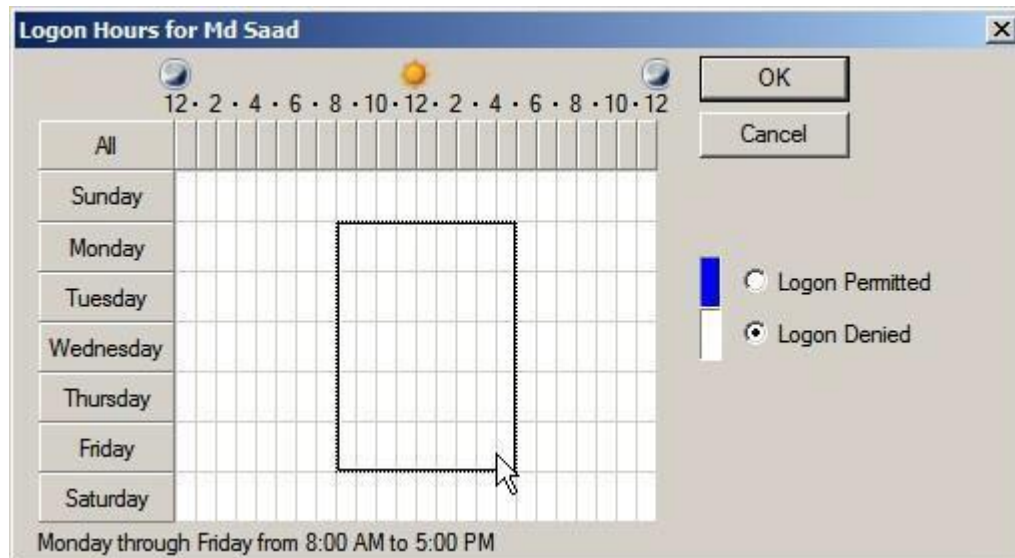 Logon Hours for Md Saad
12 · 2 · 4 · 6 · 8 · 10 · 12 · 2 · 4 · 6 · 8 · 10 · 12
OK
Cancel
All
Sunday
Monday
Tuesday
Wednesday
Thursday
Friday
Saturday
Logon Permitted
Logon Denied
Monday through Friday from 8:00 AM to 5:00 PM